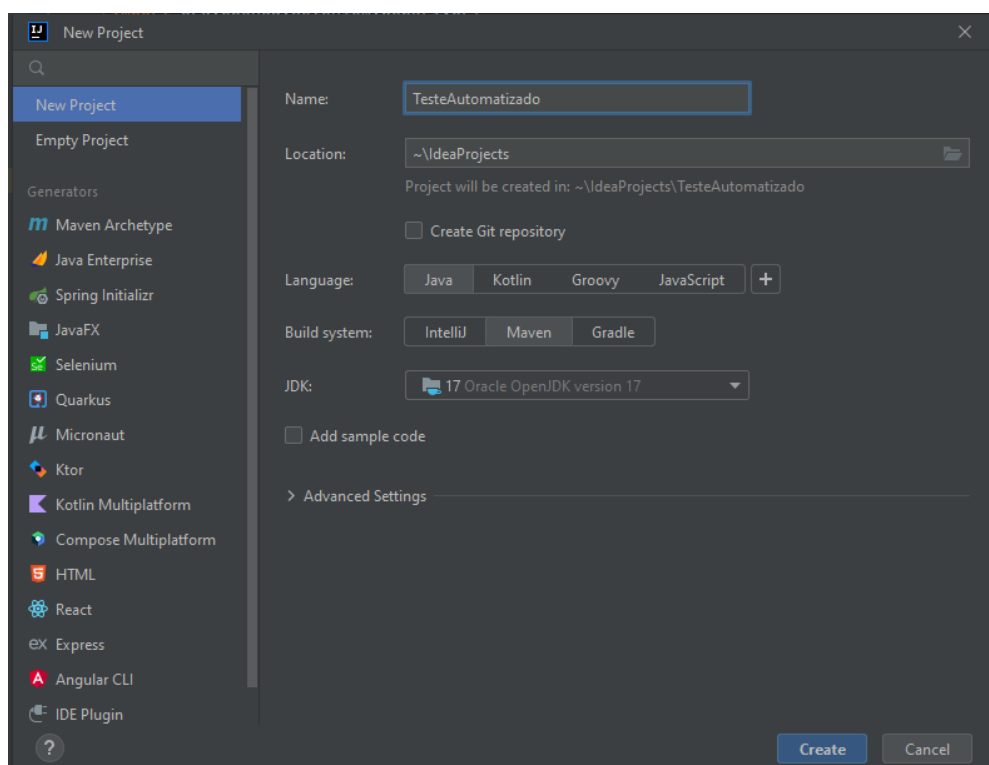 New Project
New Project
Empty Project
Generators
Maven Archetype
Java Enterprise
Spring Initializr
JavaFX
Selenium
Quarkus
Micronaut
Ktor
Kotlin Multiplatform
Compose Multiplatform
HTML
React
ex Express
Angular CLI
IDE Plugin
?
Name: TesteAutomatizado
Location: ~\IdeaProjects
Project will be created in: ~\IdeaProjects\TesteAutomatizado
Create Git repository
Language: Java Kotlin Groovy JavaScript +
Build system: IntelliJ Maven Gradle
JDK: 17 Oracle OpenJDK version 17
Add sample code
Advanced Settings
Create Cancel